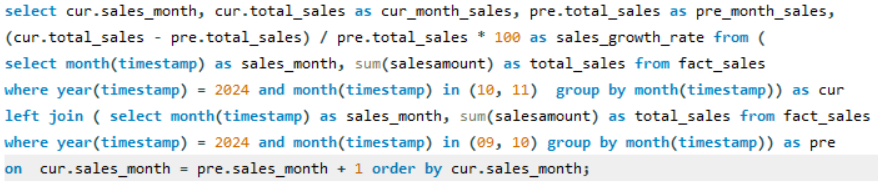 select cur.sales_month, cur.total_sales as cur_month_sales, pre.total_sales as pre_month_sales,
(cur.total_sales - pre.total_sales) / pre.total_sales * 100 as sales_growth_rate from (
select month(timestamp) as sales_month, sum(salesamount) as total_sales from fact_sales
where year(timestamp) = 2024 and month(timestamp) in (10, 11)  group by month(timestamp)) as cur
left join ( select month(timestamp) as sales_month, sum(salesamount) as total_sales from fact_sales
where year(timestamp) = 2024 and month(timestamp) in (09, 10) group by month(timestamp)) as pre
on  cur.sales_month = pre.sales_month + 1 order by cur.sales_month;